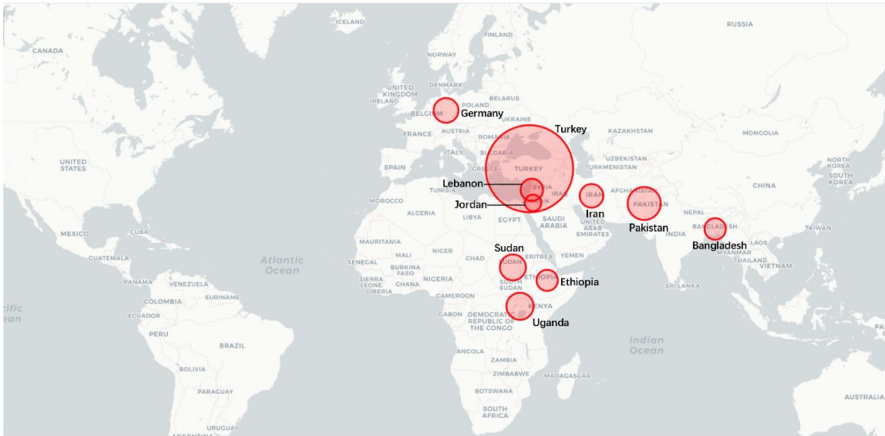 ICELAND
RUSSIA
CANADA
FINLAND
NORWAY
UNITED
KINGDOM
DENMARK
IRELAND
BELARUS
POLAND
BELGIUM
Germany
UKRAINE
Turkey
FRANCE
AUSTRIA
KAZAKHSTAN
MONGOLIA
ROMANIA
ITALY
BULGARIA
UZBEKISTAN
NORTH
KOREA
UNITED
STATES
SPAIN
GREECE
TURKEY
TURKMENISTAN
SOUTH
KOREA
Lebanon
SYRIA
CHINA
TUNISIA
IRAQ
IRAN
AFGHANISTAN
MOROCCO
Jordan
PAKISTAN
ALGERIA
LIBYA
EGYPT
SAUDI
ARABIA
Iran
UNITED
ARAB
EMIRATES
NEPAL
Pakistan
BANGLADESH
INDIA
TAIWAN
MEXICO
CUBA
MAURITANIA
Bangladesh
LAOS
MYANMAR
MALI
NIGER
Sudan
SUDAN
ERITREA
YEMEN
THAILAND
VIETNAM
GUATEMALA
Atlantic
Ocean
SENEGAL
CHAD
BURKINA
FASO
PANAMA
VENEZUELA
SIERRA
LEONE
GHANA
NIGERIA
ETHIOPIA
Ethiopia
SOUTH
SUDAN
SRI LANKA
LIBERIA
CAMEROON
COLOMBIA
SURINAME
KENYA
ECUADOR
GABON
DEMOCRATIC
REPUBLIC OF
THE CONGO
Uganda
PERU
BRAZIL
Indian
Ocean
ANGOLA
ZAMBIA
BOLIVIA
ZIMBABWE
MADAGASCAR
PARAGUAY
BOTSWANA
AUSTRALIA
SOUTH
AFRICA
URUGUAY